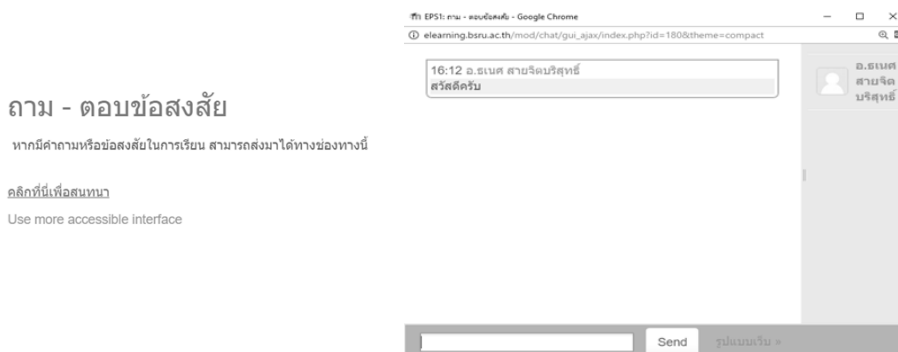 ถาม - ตอบข้อสงสัย
หากมีคำถามหรือข้อสงสัยในการเรียน สามารถส่งมาได้ทางช่องทางนี้
คลิกที่นี่เพื่อสนทนา
Use more accessible interface
EPS1: ถาม - ตอบข้อสงสัย - Google Chrome
elearning.bsru.ac.th/mod/chat/gui_ajax/index.php?id=180&theme=compact
16:12 อ.ธเนศ สายจิตบริสุทธิ์
สวัสดีครับ
อ.ธเนศ
สายจิต
บริสุทธิ์
Send
รูปแบบเริ่ม »